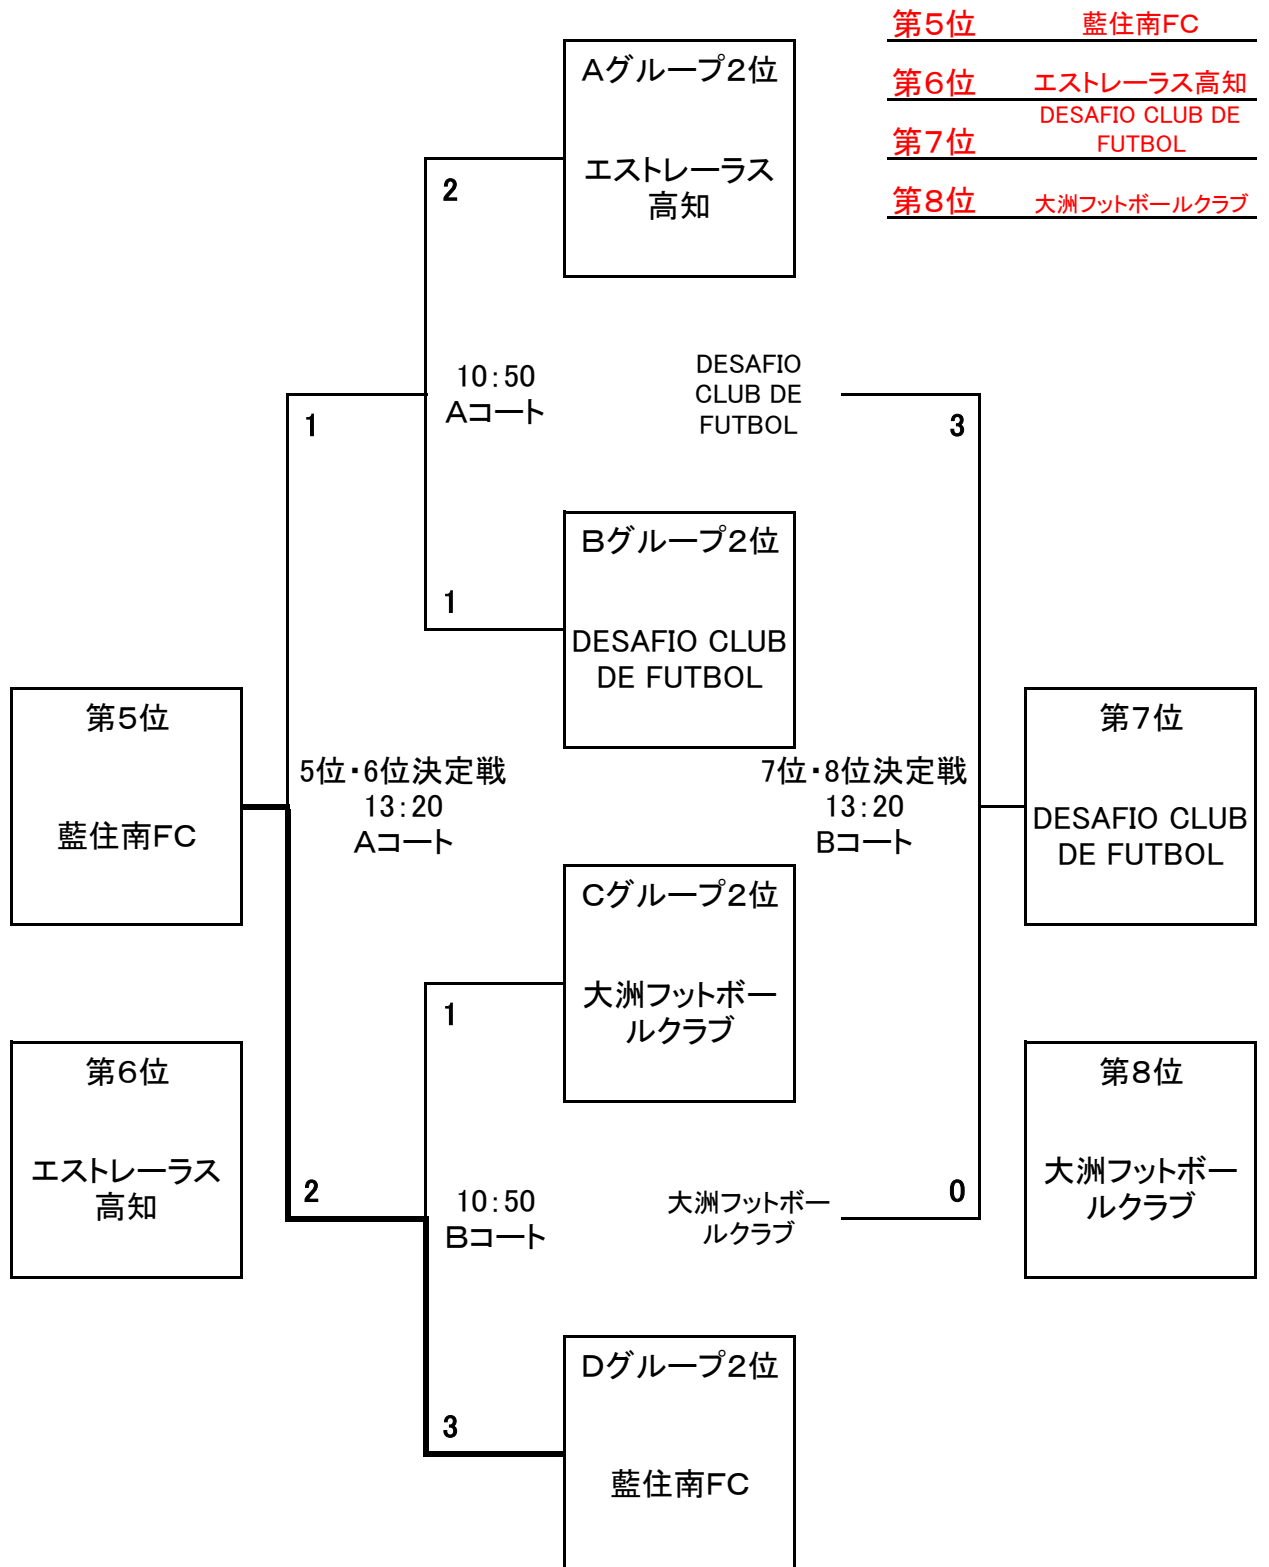 第5位 藍住南FC
第6位 エストレーラス高知
第7位 DESAFIO CLUB DE
FUTBOL
第8位 大洲フットボールクラブ
Aグループ2位
エストレーラス
高知
2
10:50
Aコート
1
DESAFIO
CLUB DE
FUTBOL
3
Bグループ2位
1
DESAFIO CLUB
DE FUTBOL
第5位
藍住南FC
5位・6位決定戦
13:20
Aコート
7位・8位決定戦
13:20
Bコート
第7位
DESAFIO CLUB
DE FUTBOL
Cグループ2位
1
大洲フットボー
ルクラブ
第6位
エストレーラス
高知
2
10:50
Bコート
大洲フットボー
ルクラブ
0
第8位
大洲フットボー
ルクラブ
Dグループ2位
3
藍住南FC